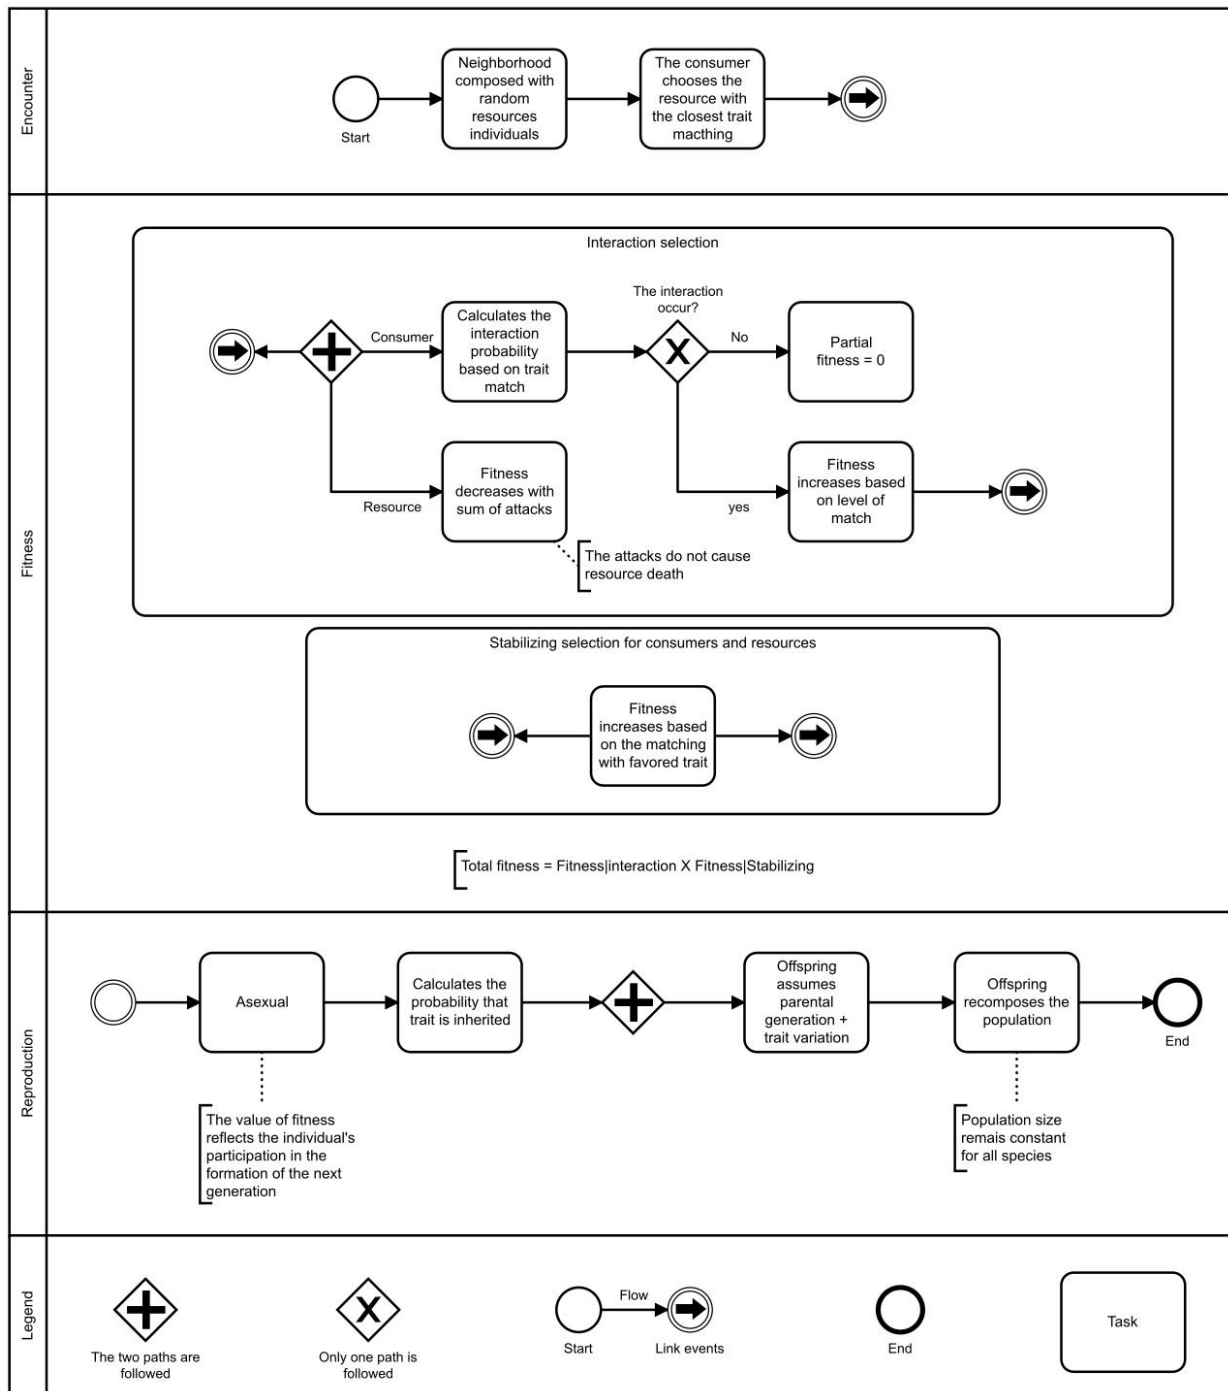 Encounter
Start
Neighborhood
composed with
random
resources
individuals
The consumer
chooses the
resource with
the closest trait
macthing
Fitness
Interaction selection
Consumer
Calculates the
interaction
probability
based on trait
match
The interaction
occur?
No
Partial
fitness = 0
Resource
Fitness
decreases with
sum of attacks
yes
Fitness
increases based
on level of
match
The attacks do not cause
resource death
Stabilizing selection for consumers and resources
Fitness
increases based
on the matching
with favored trait
Total fitness = Fitness|interaction X Fitness|Stabilizing
Reproduction
Asexual
Calculates the
probability that
trait is inherited
Offspring
assumes
parental
generation +
trait variation
Offspring
recomposes the
population
End
The value of fitness
reflects the individual's
participation in the
formation of the next
generation
Population size
remais constant
for all species
Legend
The two paths are
followed
Only one path is
followed
Start
Flow
Link events
End
Task